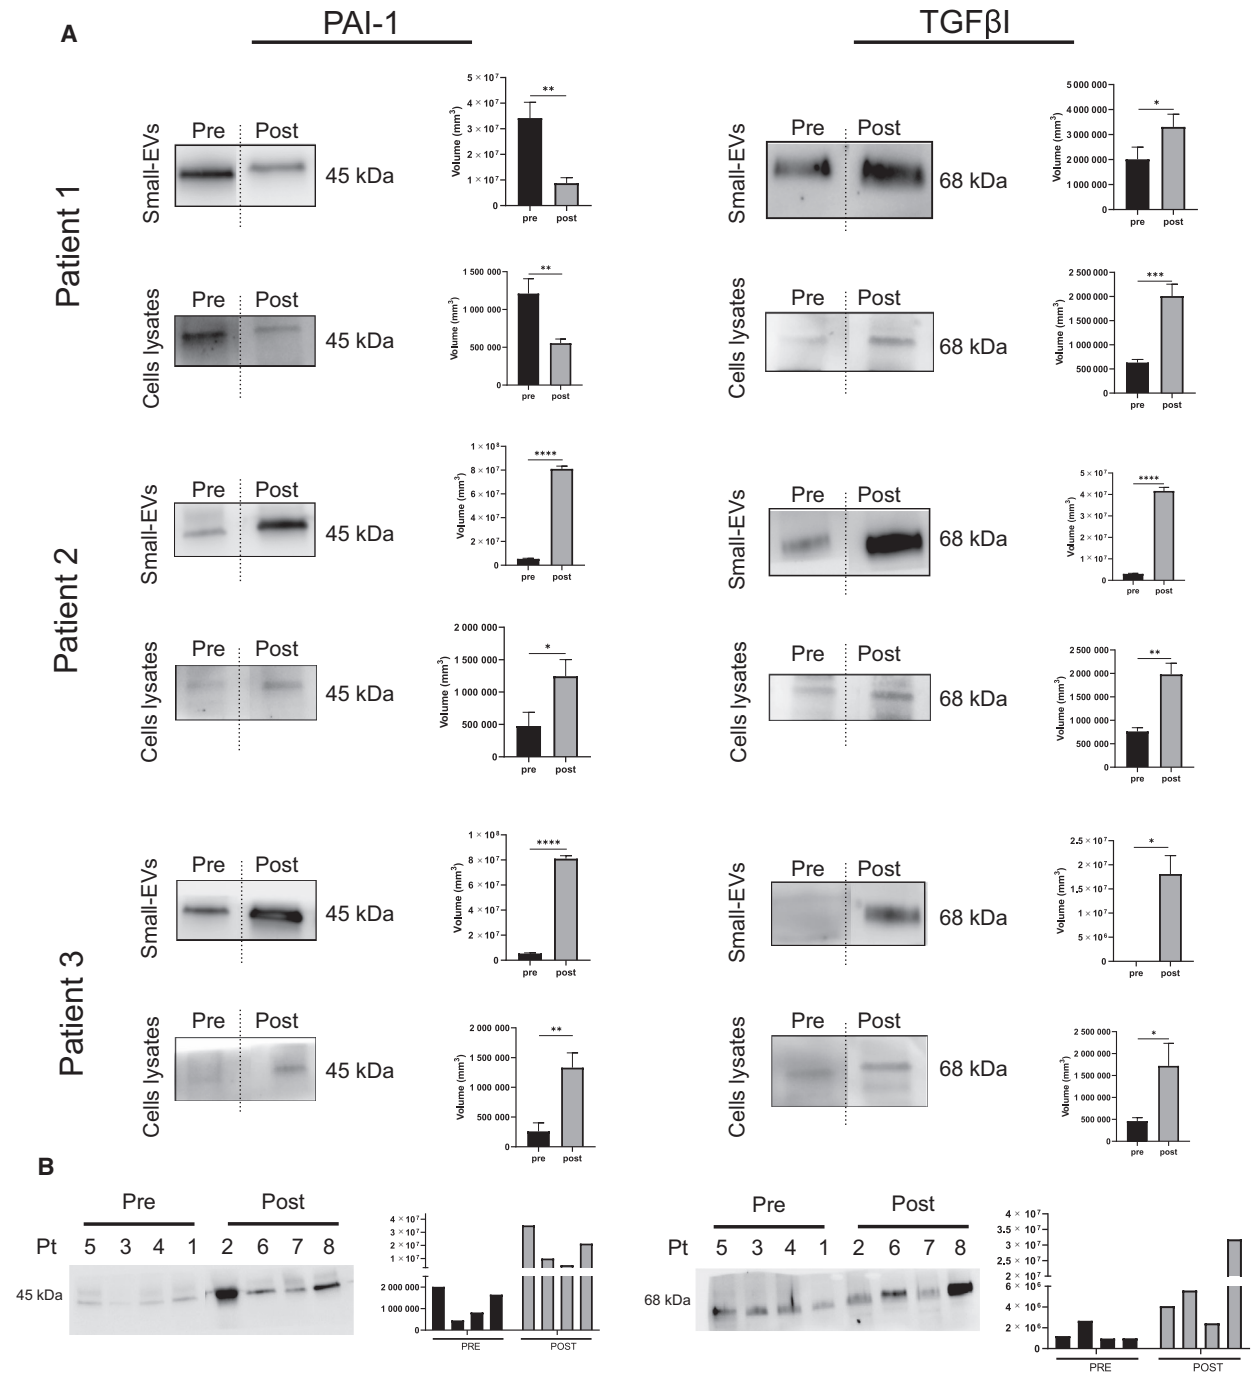 A
PAI-1
TGFβI
Patient 1
Small-EVs
Pre
Post
45 kDa
Volume (mm³)
5 × 10⁷
4 × 10⁷
3 × 10⁷
2 × 10⁷
1 × 10⁷
0
**
pre
post
Small-EVs
Pre
Post
68 kDa
Volume (mm³)
5 000 000
4 000 000
3 000 000
2 000 000
1 000 000
0
*
pre
post
Cells lysates
Pre
Post
45 kDa
Volume (mm³)
1 500 000
1 000 000
500 000
0
**
pre
post
Cells lysates
Pre
Post
68 kDa
Volume (mm³)
2 500 000
2 000 000
1 500 000
1 000 000
500 000
0
***
pre
post
Patient 2
Small-EVs
Pre
Post
45 kDa
Volume (mm³)
1 × 10⁸
8 × 10⁷
6 × 10⁷
4 × 10⁷
2 × 10⁷
0
****
pre
post
Small-EVs
Pre
Post
68 kDa
Volume (mm³)
5 × 10⁷
4 × 10⁷
3 × 10⁷
2 × 10⁷
1 × 10⁷
0
****
pre
post
Cells lysates
Pre
Post
45 kDa
Volume (mm³)
2 000 000
1 500 000
1 000 000
500 000
0
*
pre
post
Cells lysates
Pre
Post
68 kDa
Volume (mm³)
2 500 000
2 000 000
1 500 000
1 000 000
500 000
0
**
pre
post
Patient 3
Small-EVs
Pre
Post
45 kDa
Volume (mm³)
1 × 10⁸
8 × 10⁷
6 × 10⁷
4 × 10⁷
2 × 10⁷
0
****
pre
post
Small-EVs
Pre
Post
68 kDa
Volume (mm³)
2.5 × 10⁷
2 × 10⁷
1.5 × 10⁷
1 × 10⁷
5 × 10⁶
0
*
pre
post
Cells lysates
Pre
Post
45 kDa
Volume (mm³)
2 000 000
1 500 000
1 000 000
500 000
0
**
pre
post
Cells lysates
Pre
Post
68 kDa
Volume (mm³)
2 500 000
2 000 000
1 500 000
1 000 000
500 000
0
*
pre
post
B
Pre
Post
Pt 5 3 4 1 2 6 7 8
45 kDa
4 × 10⁷
3 × 10⁷
2 × 10⁷
1 × 10⁷
2 000 000
1 000 000
0
PRE
POST
Pre
Post
Pt 5 3 4 1 2 6 7 8
68 kDa
4 × 10⁷
3.5 × 10⁷
3 × 10⁷
2.5 × 10⁷
2 × 10⁷
6 × 10⁶
4 × 10⁶
2 × 10⁶
0
PRE
POST